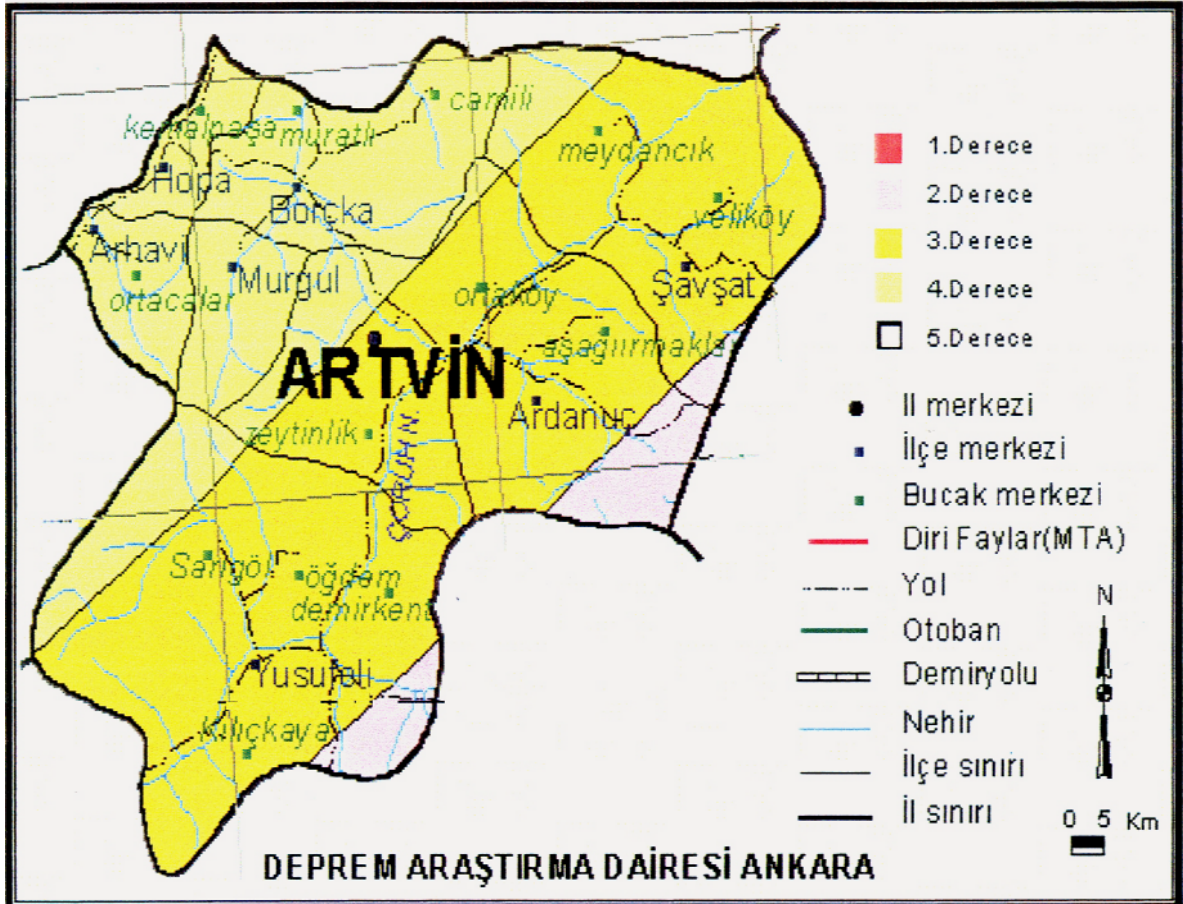 camili
kemalpaşa
muratlı
meydancık
Hopa
Borçka
veliköy
Arhavi
Murgul
ortacalar
ortaköy
Şavşat
aşağıırmaklar
ARTVİN
Ardanuç
zeytinlik
ÇORUH N.
Sarıgöl
öğdem
demirkent
Yusufeli
kılıçkaya
1.Derece
2.Derece
3.Derece
4.Derece
5.Derece
İl merkezi
İlçe merkezi
Bucak merkezi
Diri Faylar(MTA)
Yol
Otoban
Demiryolu
Nehir
İlçe sınırı
İl sınırı
N
0 5 Km
DEPREM ARAŞTIRMA DAİRESİ ANKARA